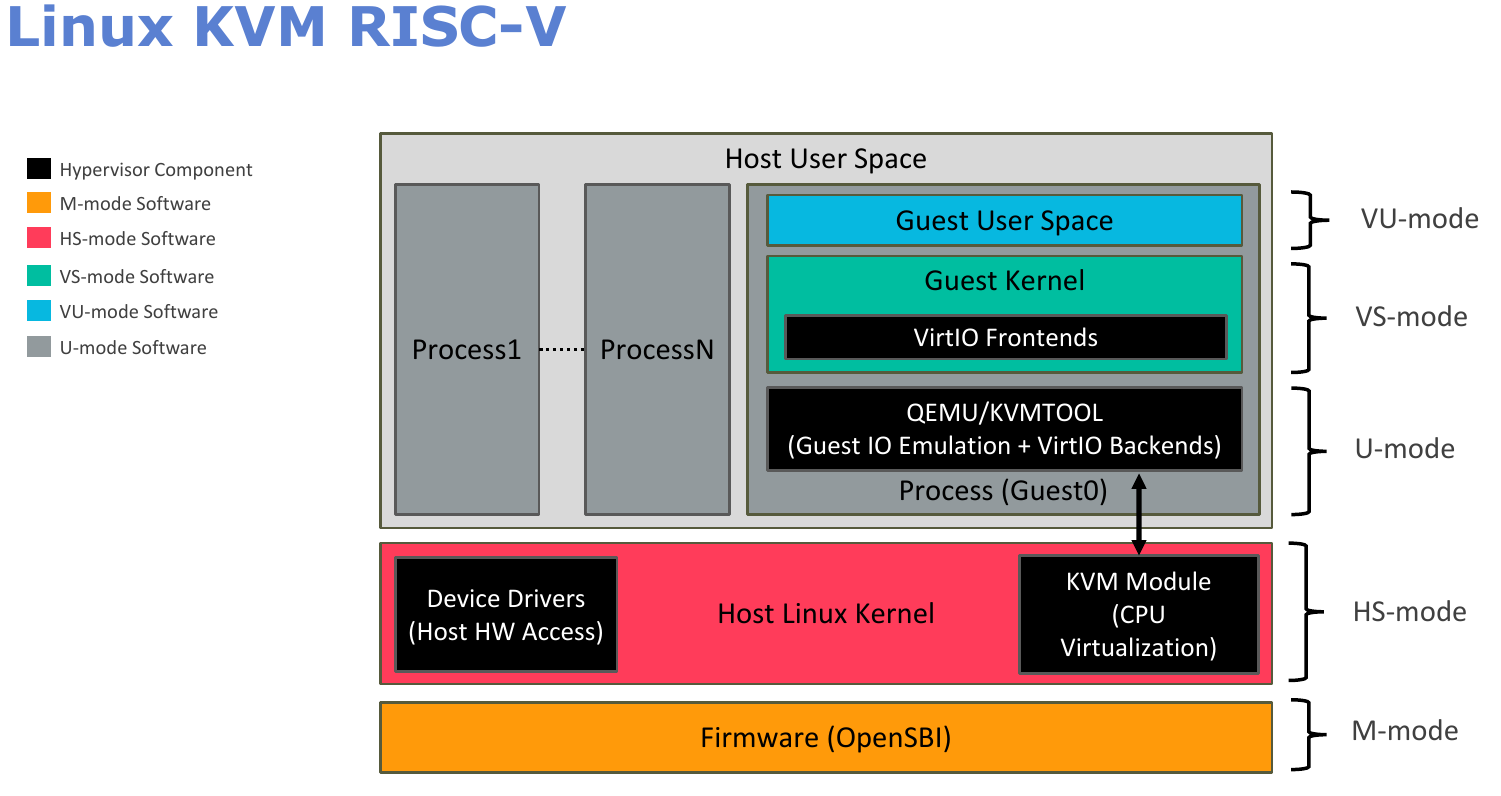 Linux KVM RISC-V
Hypervisor Component
M-mode Software
HS-mode Software
VS-mode Software
VU-mode Software
U-mode Software
Host User Space
Process1
ProcessN
Guest User Space
Guest Kernel
VirtIO Frontends
QEMU/KVMTOOL
(Guest IO Emulation + VirtIO Backends)
Process (Guest0)
Device Drivers
(Host HW Access)
Host Linux Kernel
KVM Module
(CPU
Virtualization)
Firmware (OpenSBI)
VU-mode
VS-mode
U-mode
HS-mode
M-mode